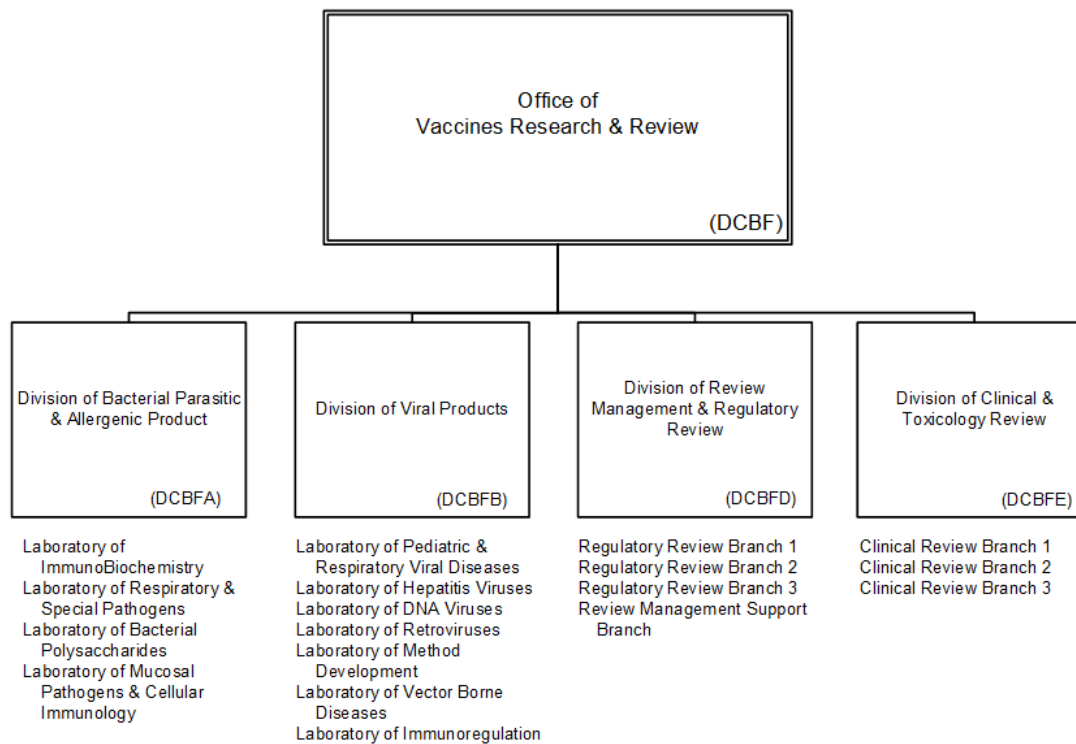 Office of
Vaccines Research & Review
(DCBF)
Division of Bacterial Parasitic
& Allergenic Product
(DCBFA)
Laboratory of
ImmunoBiochemistry
Laboratory of Respiratory &
Special Pathogens
Laboratory of Bacterial
Polysaccharides
Laboratory of Mucosal
Pathogens & Cellular
Immunology
Division of Viral Products
(DCBFB)
Laboratory of Pediatric &
Respiratory Viral Diseases
Laboratory of Hepatitis Viruses
Laboratory of DNA Viruses
Laboratory of Retroviruses
Laboratory of Method
Development
Laboratory of Vector Borne
Diseases
Laboratory of Immunoregulation
Division of Review
Management & Regulatory
Review
(DCBFD)
Regulatory Review Branch 1
Regulatory Review Branch 2
Regulatory Review Branch 3
Review Management Support
Branch
Division of Clinical &
Toxicology Review
(DCBFE)
Clinical Review Branch 1
Clinical Review Branch 2
Clinical Review Branch 3